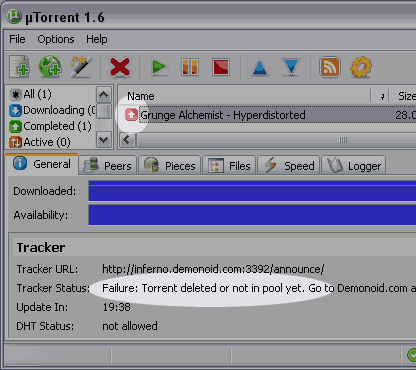 µTorrent 1.6
File Options Help
All (1)
Downloading (0
Completed (1)
Active (0)
Name
Size
Grunge Alchemist - Hyperdistorted
28.0
General
Peers
Pieces
Files
Speed
Logger
Downloaded:
Availability:
Tracker
Tracker URL: http://inferno.demonoid.com:3392/announce/
Tracker Status: Failure: Torrent deleted or not in pool yet. Go to Demonoid.com a
Update In: 19:38
DHT Status: not allowed